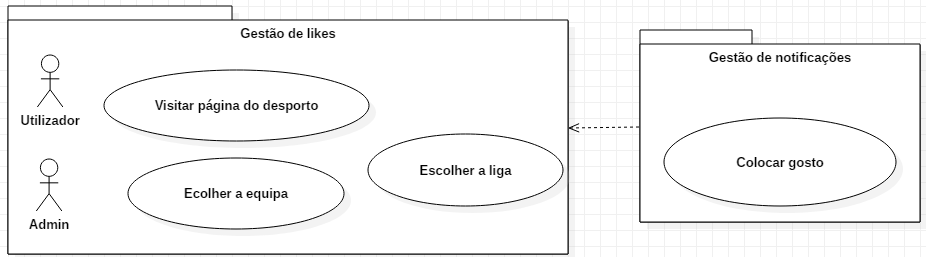 Gestão de likes
Utilizador
Visitar página do desporto
Admin
Ecolher a equipa
Escolher a liga
Gestão de notificações
Colocar gosto